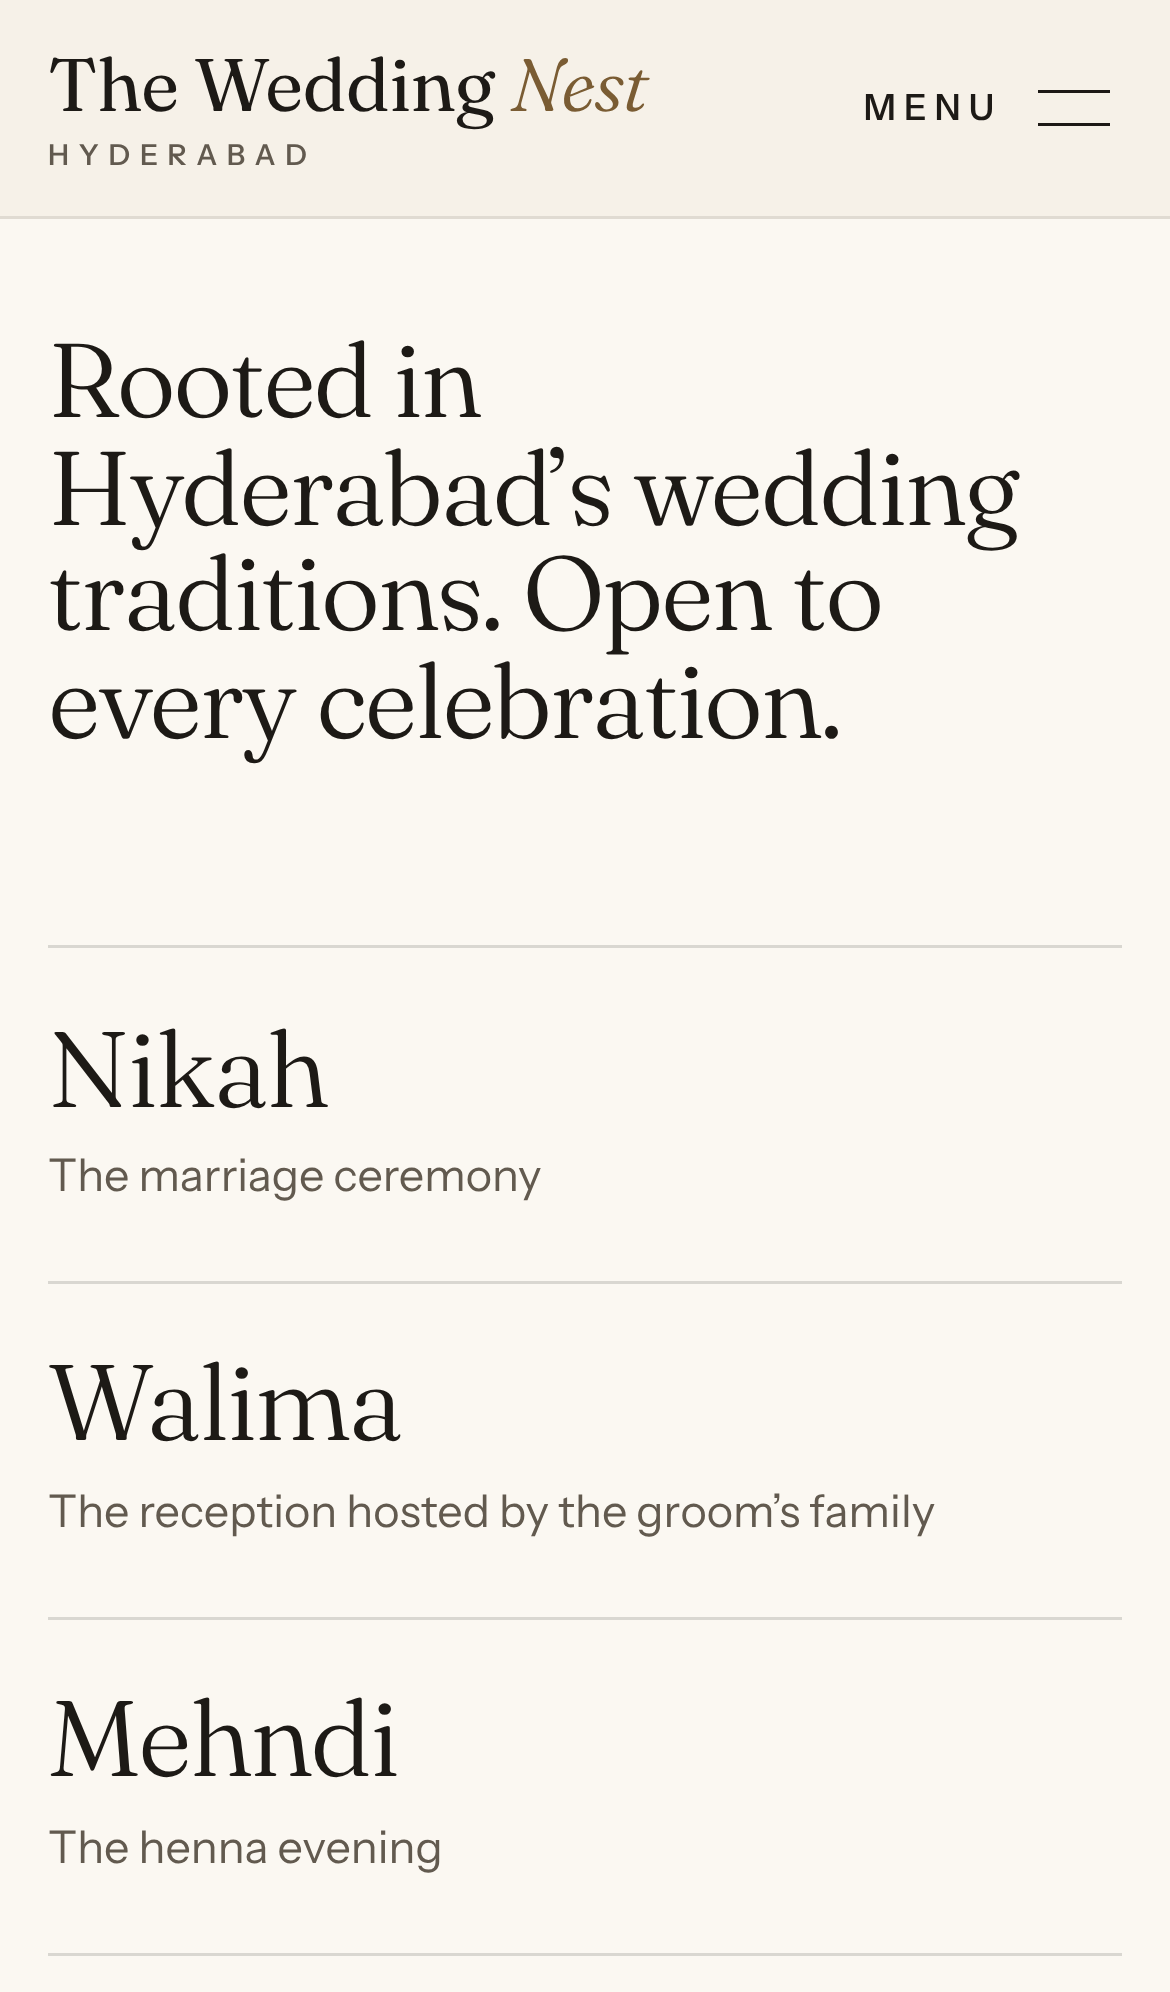 The Wedding Nest
HYDERABAD
MENU
Rooted in
Hyderabad’s wedding
traditions. Open to
every celebration.
Nikah
The marriage ceremony
Walima
The reception hosted by the groom’s family
Mehndi
The henna evening